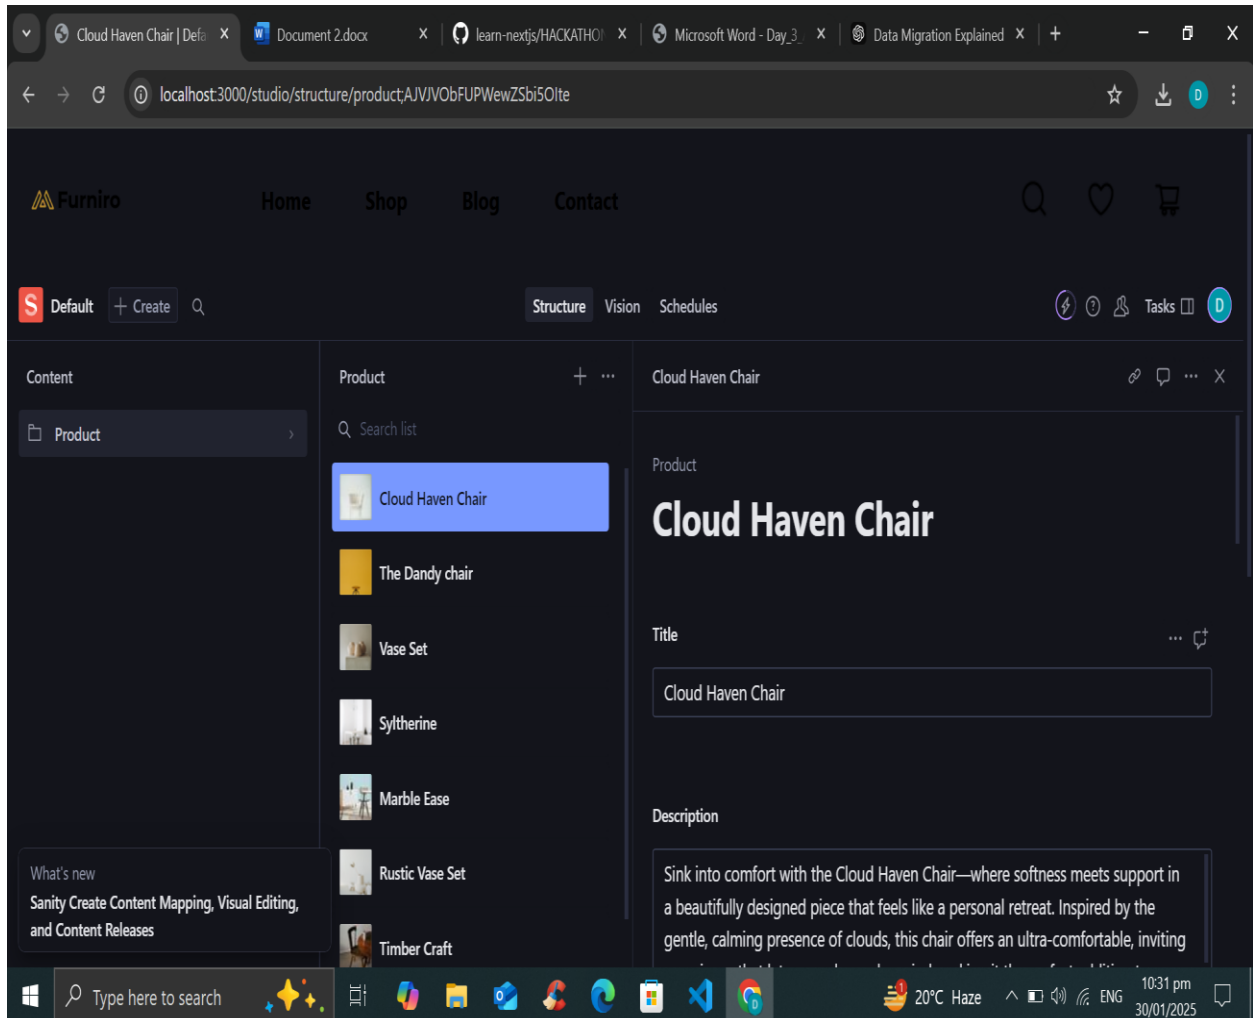 Cloud Haven Chair | Defa
Document 2.docx
learn-nextjs/HACKATHON
Microsoft Word - Day_3_
Data Migration Explained
localhost:3000/studio/structure/product;AJVJVObFUPWewZSbi5OIte
D
Furniro
Home
Shop
Blog
Contact
S
Default
+ Create
Structure
Vision
Schedules
Tasks
D
Content
Product
Product
Search list
Cloud Haven Chair
The Dandy chair
Vase Set
Syltherine
Marble Ease
Rustic Vase Set
Timber Craft
Cloud Haven Chair
Product
Cloud Haven Chair
Title
Cloud Haven Chair
Description
Sink into comfort with the Cloud Haven Chair—where softness meets support in
a beautifully designed piece that feels like a personal retreat. Inspired by the
gentle, calming presence of clouds, this chair offers an ultra-comfortable, inviting
What's new
Sanity Create Content Mapping, Visual Editing,
and Content Releases
Type here to search
D
1
20°C Haze
ENG
10:31 pm
30/01/2025